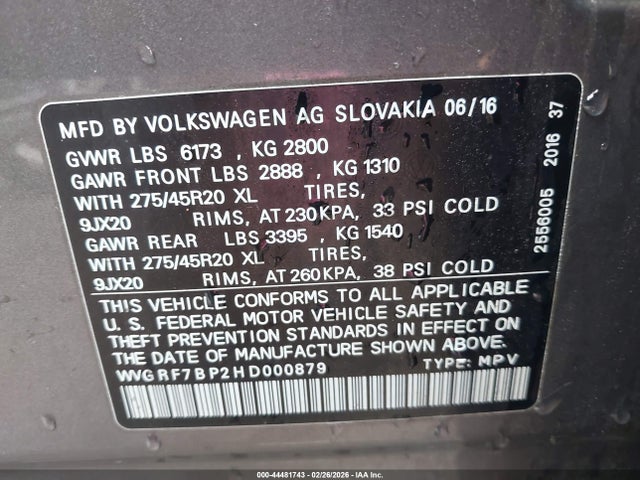 MFD BY VOLKSWAGEN AG SLOVAKIA 06/16
GVWR LBS 6173 , KG 2800
GAWR FRONT LBS 2888 , KG 1310
WITH 275/45R20 XL TIRES,
9JX20 RIMS, AT 230 KPA, 33 PSI COLD
GAWR REAR LBS 3395 , KG 1540
WITH 275/45R20 XL TIRES,
9JX20 RIMS, AT 260 KPA, 38 PSI COLD
THIS VEHICLE CONFORMS TO ALL APPLICABLE
U. S. FEDERAL MOTOR VEHICLE SAFETY AND
THEFT PREVENTION STANDARDS IN EFFECT ON
THE DATE OF MANUFACTURE SHOWN ABOVE.
WVGRF7BP2HD000879 TYPE: MPV
2556005 2016 37
000-44481743 - 02/26/2026 - IAA Inc.